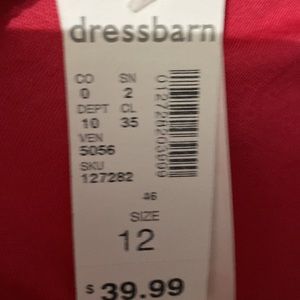 dressbarn
CO SN
0 2
DEPT CL
10 35
VEN
5056
SKU
127282
46
SIZE
12
$39.99